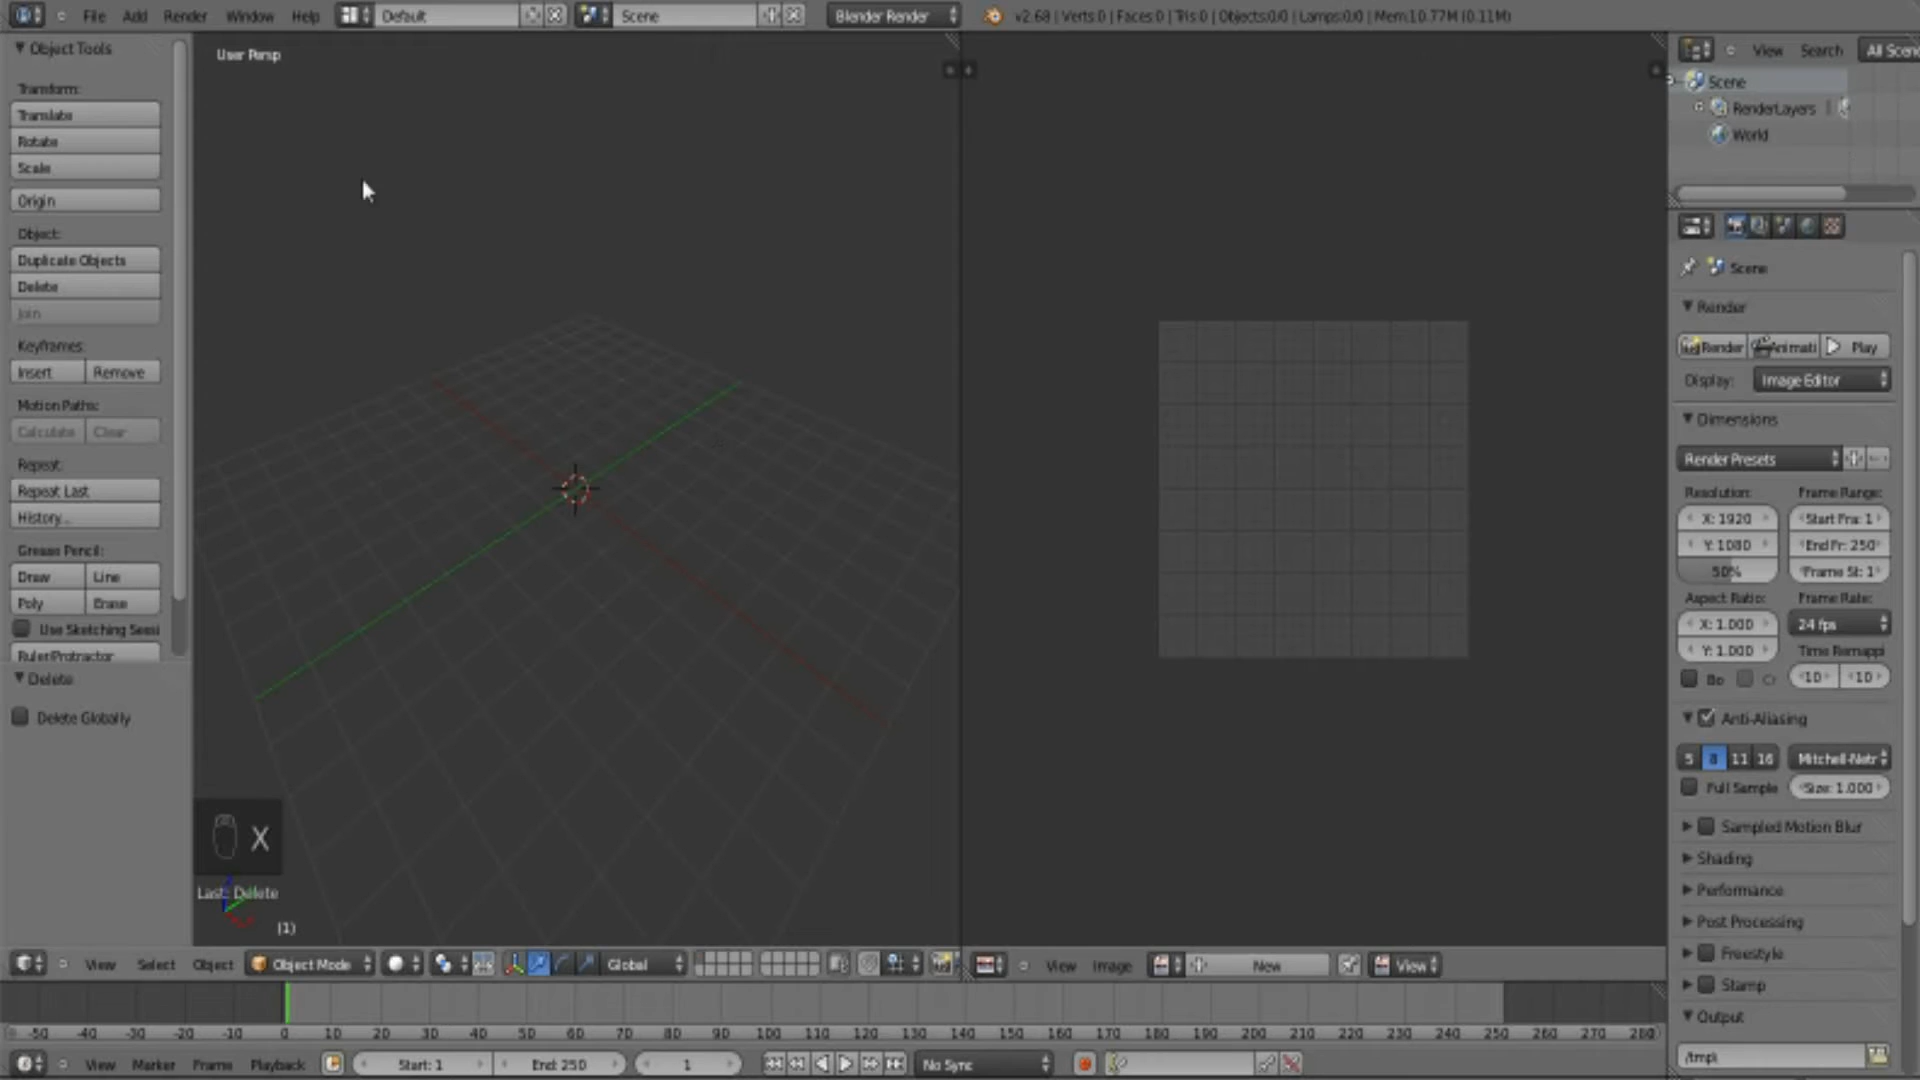 File Add Render Window Help Default Scene Blender Render v2.68 | Verts:0 | Faces:0 | Tris:0 | Objects:0/0 | Lamps:0/0 | Mem:10.77M (0.11M)
Object Tools
Transform:
Translate
Rotate
Scale
Origin
Object:
Duplicate Objects
Delete
Join
Keyframes:
Insert Remove
Motion Paths:
Calculate Clear
Repeat:
Repeat Last
History...
Grease Pencil:
Draw Line
Poly Erase
Use Sketching Sessi
Ruler/Protractor
Delete
Delete Globally
User Persp
X
Last: Delete
(1)
View Select Object Object Mode Global
View Image New View
View Search All Scen
Scene
RenderLayers
World
Scene
Render
Render Animati Play
Display: Image Editor
Dimensions
Render Presets
Resolution: Frame Range:
X: 1920 Start Fra: 1
Y: 1080 End Fr: 250
50% Frame St: 1
Aspect Ratio: Frame Rate:
X: 1.000 24 fps
Y: 1.000 Time Remappi
Bo Cr 10 10
Anti-Aliasing
5 8 11 16 Mitchell-Netr
Full Sample Size: 1.000
Sampled Motion Blur
Shading
Performance
Post Processing
Freestyle
Stamp
Output
/tmp\
-50 -40 -30 -20 -10 0 10 20 30 40 50 60 70 80 90 100 110 120 130 140 150 160 170 180 190 200 210 220 230 240 250 260 270 280
View Marker Frame Playback Start: 1 End: 250 1 No Sync